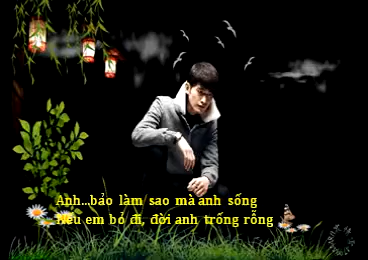 Anh...bảo làm sao mà anh sống
Nếu em bỏ đi, đời anh trống rỗng